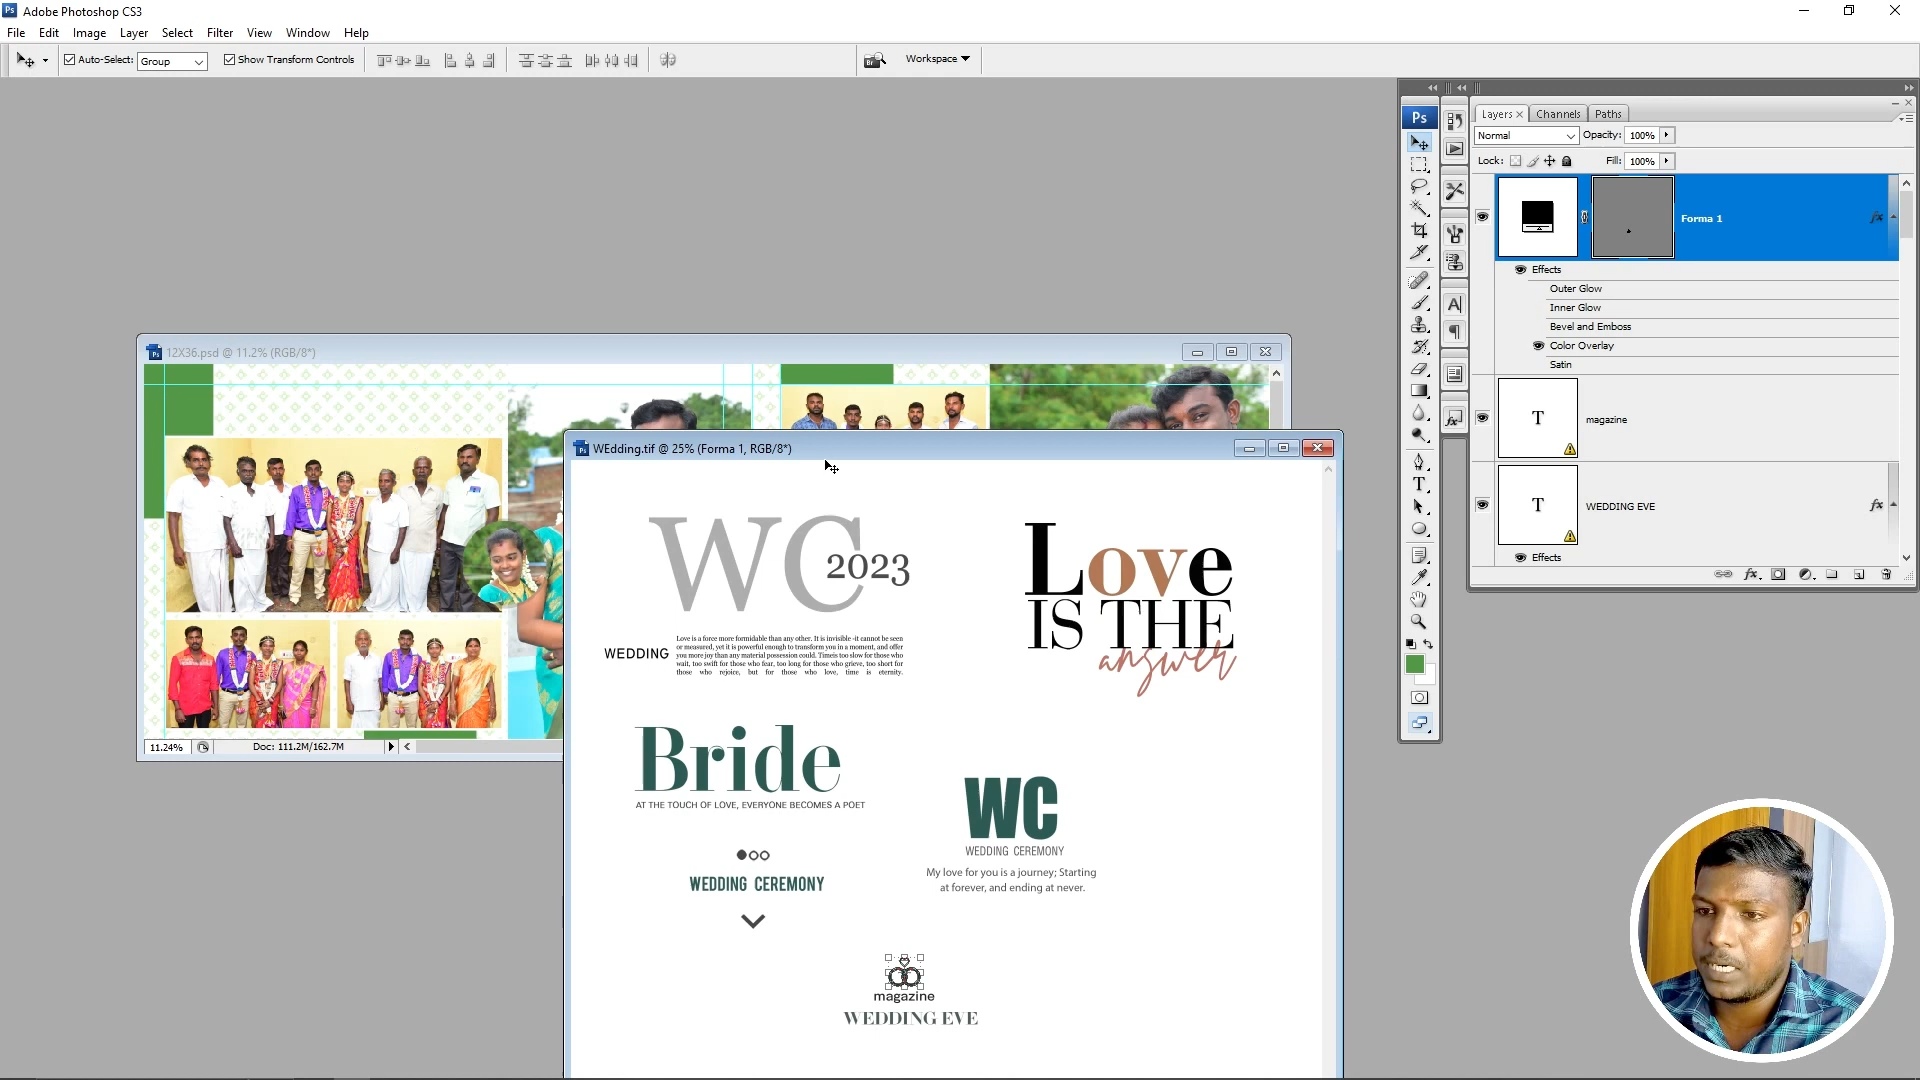 Ps Adobe Photoshop CS3
File Edit Image Layer Select Filter View Window Help
Auto-Select: Group Show Transform Controls Workspace
Ps
Layers Channels Paths
Normal Opacity: 100%
Lock: Fill: 100%
Forma 1 fx
Effects
Outer Glow
Inner Glow
Bevel and Emboss
Color Overlay
Satin
T magazine
T WEDDING EVE fx
Effects
12X36.psd @ 11.2% (RGB/8*)
11.24% Doc: 111.2M/162.7M
WEdding.tif @ 25% (Forma 1, RGB/8*)
WC
2023
WEDDING
Love is a force more formidable than any other. It is invisible -it cannot be seen
or measured, yet it is powerful enough to transform you in a moment, and offer
you more joy than any material possession could. Timeis too slow for those who
wait, too swift for those who fear, too long for those who grieve, too short for
those who rejoice, but for those who love, time is eternity.
Love
IS THE
answer
Bride
AT THE TOUCH OF LOVE, EVERYONE BECOMES A POET
WEDDING CEREMONY
WC
WEDDING CEREMONY
My love for you is a journey; Starting
at forever, and ending at never.
magazine
WEDDING EVE